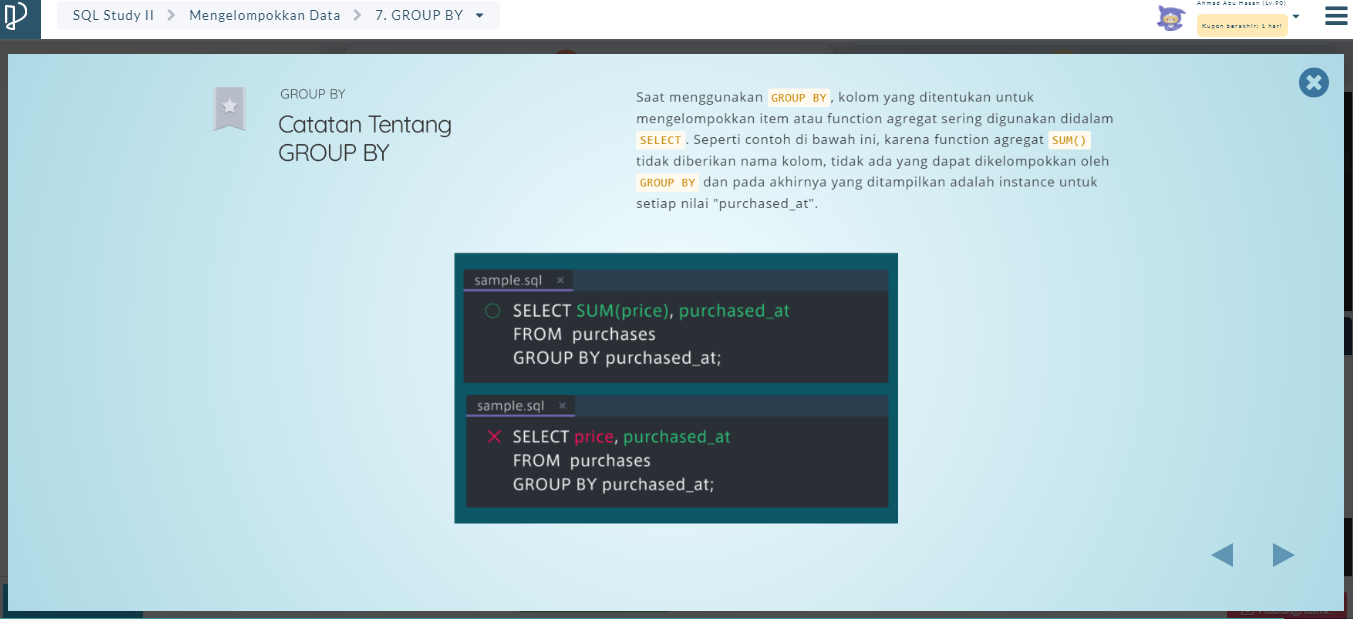 SQL Study II > Mengelompokkan Data > 7. GROUP BY
Ahmad Abu Hasan (Lv.90)
Kupon berakhir: 1 hari
GROUP BY
Catatan Tentang
GROUP BY
Saat menggunakan GROUP BY, kolom yang ditentukan untuk
mengelompokkan item atau function agregat sering digunakan didalam
SELECT. Seperti contoh di bawah ini, karena function agregat SUM()
tidak diberikan nama kolom, tidak ada yang dapat dikelompokkan oleh
GROUP BY dan pada akhirnya yang ditampilkan adalah instance untuk
setiap nilai "purchased_at".
sample.sql ×
SELECT SUM(price), purchased_at
FROM purchases
GROUP BY purchased_at;
sample.sql ×
SELECT price, purchased_at
FROM purchases
GROUP BY purchased_at;